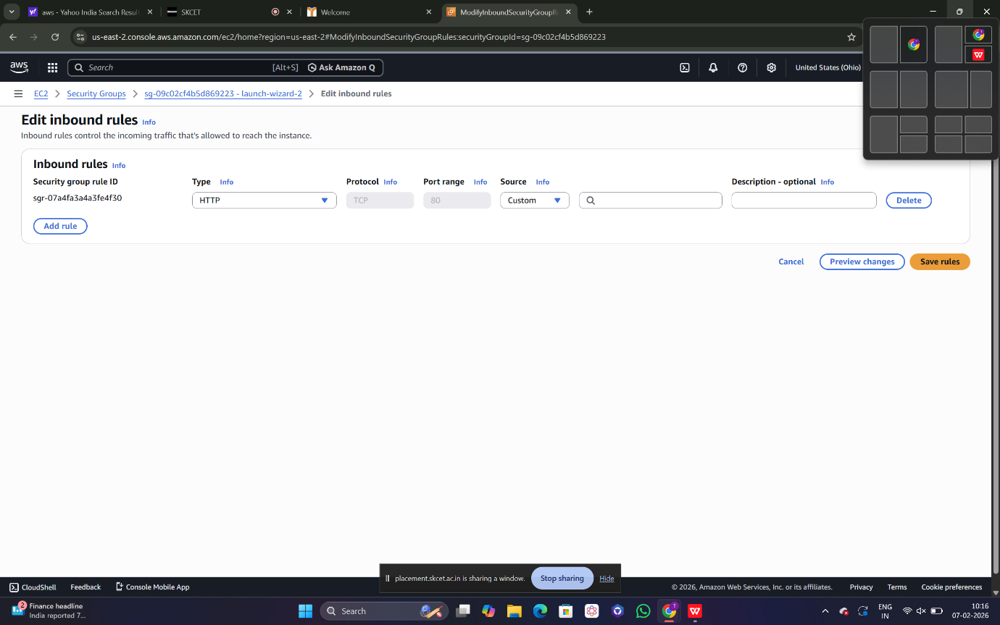 aws - Yahoo India Search Result
SKCET
Welcome
ModifyInboundSecurityGroupR
us-east-2.console.aws.amazon.com/ec2/home?region=us-east-2#ModifyInboundSecurityGroupRules:securityGroupId=sg-09c02cf4b5d869223
aws
Search
[Alt+S]
Ask Amazon Q
United States (Ohio)
EC2
Security Groups
sg-09c02cf4b5d869223 - launch-wizard-2
Edit inbound rules
Edit inbound rules Info
Inbound rules control the incoming traffic that's allowed to reach the instance.
Inbound rules Info
Security group rule ID
Type Info
Protocol Info
Port range Info
Source Info
Description - optional Info
sgr-07a4fa3a4a3fe4f30
HTTP
TCP
80
Custom
Delete
Add rule
Cancel
Preview changes
Save rules
placement.skcet.ac.in is sharing a window.
Stop sharing
Hide
CloudShell
Feedback
Console Mobile App
© 2026, Amazon Web Services, Inc. or its affiliates.
Privacy
Terms
Cookie preferences
2
Finance headline
India reported 7...
Search
ENG
IN
10:16
07-02-2026